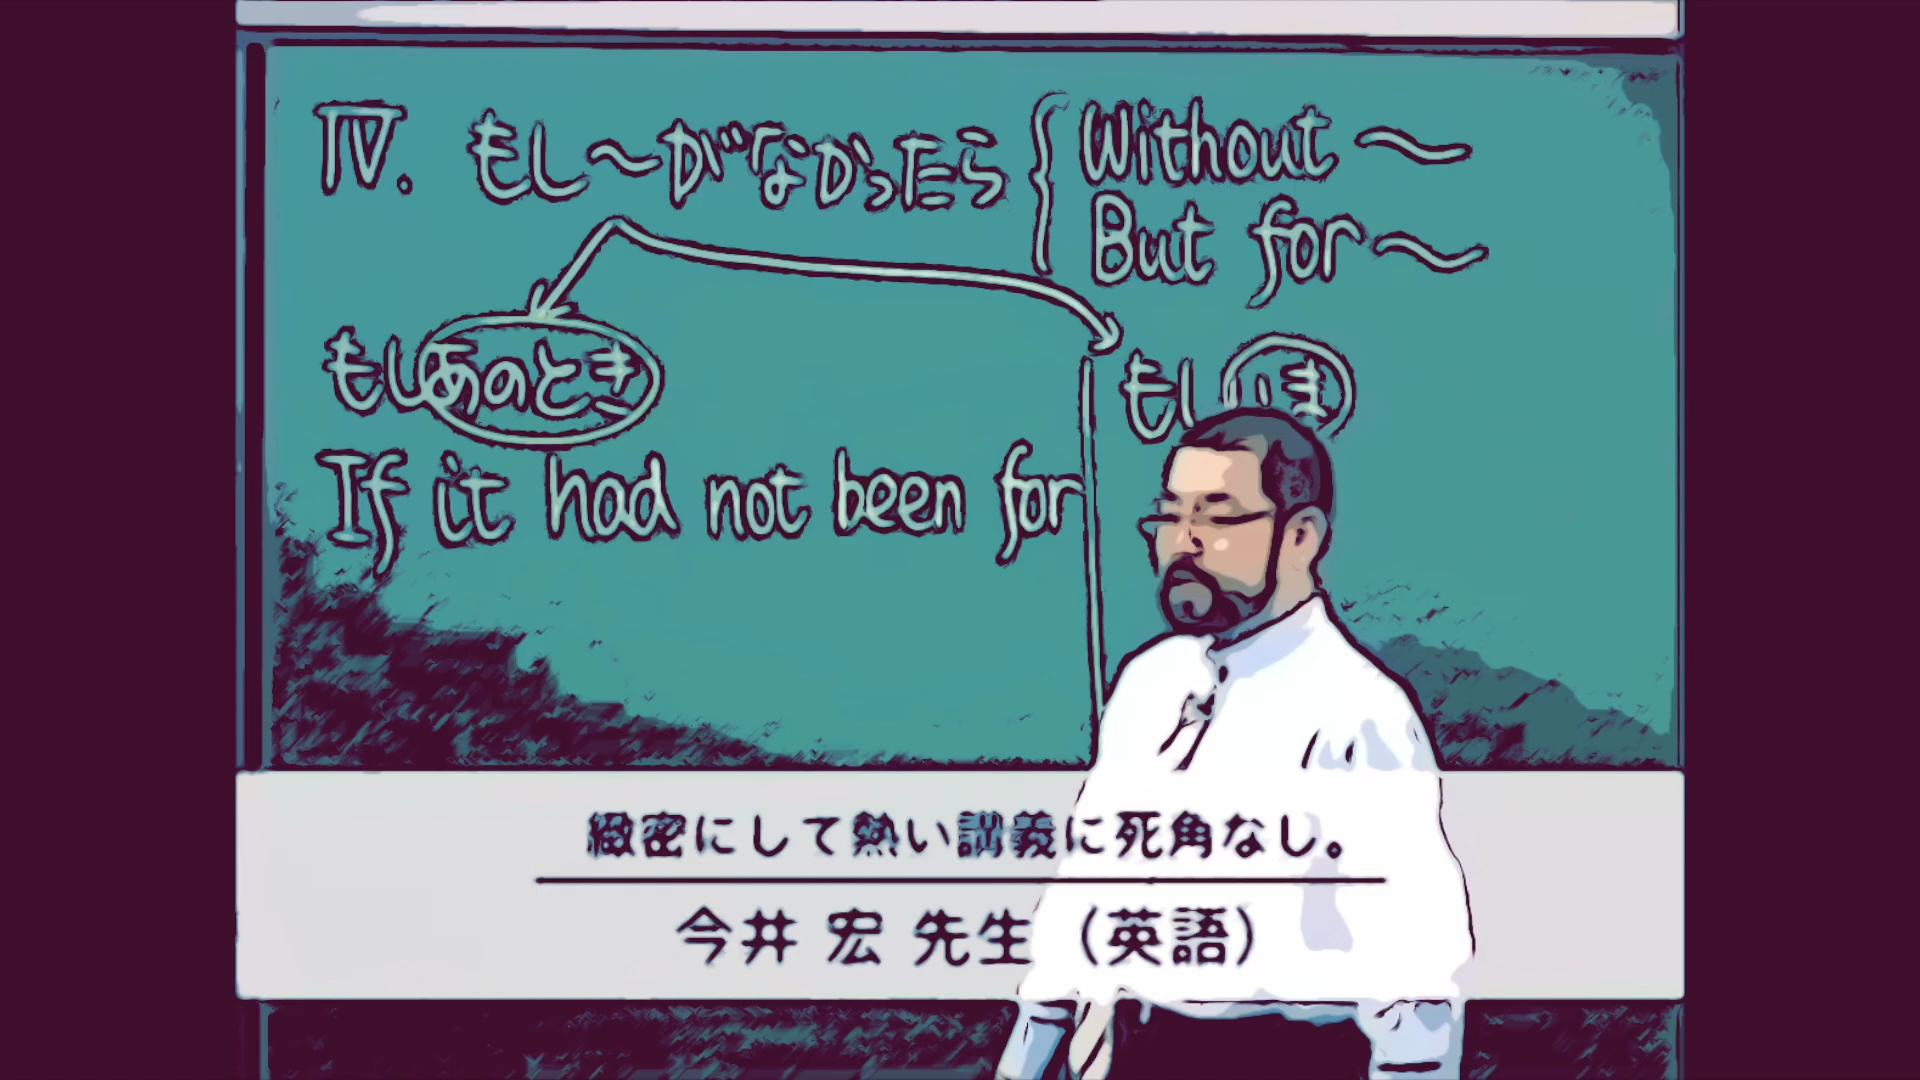 IV. もし〜がなかったら { Without 〜
But for 〜
もしあのとき
もしいま
If it had not been for
緻密にして熱い講義に死角なし。
今井 宏 先生 (英語)